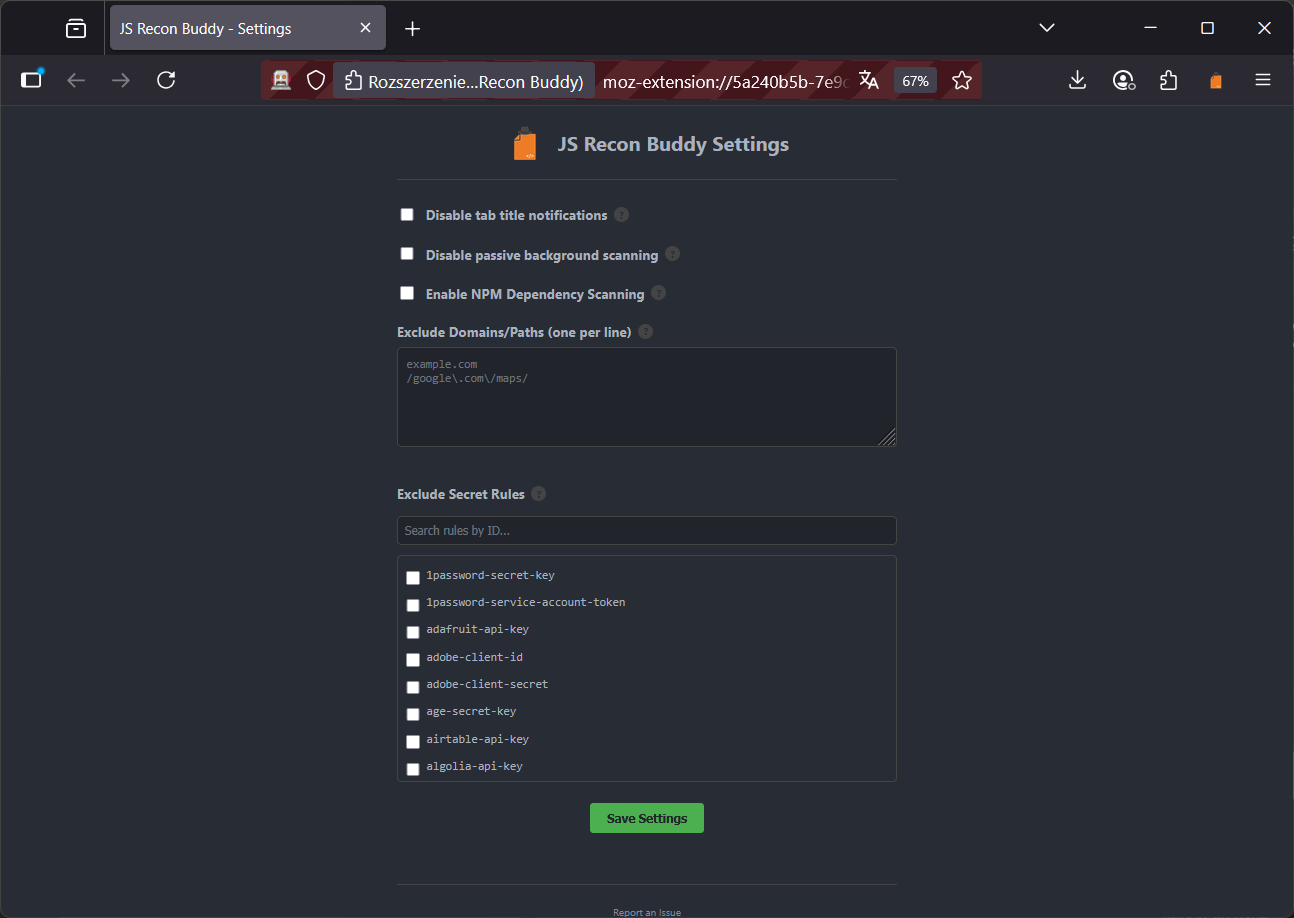 JS Recon Buddy - Settings
Rozszerzenie...Recon Buddy)
moz-extension://5a240b5b-7e9c
67%
JS Recon Buddy Settings
Disable tab title notifications ?
Disable passive background scanning ?
Enable NPM Dependency Scanning ?
Exclude Domains/Paths (one per line) ?
example.com
/google\.com\/maps/
Exclude Secret Rules ?
Search rules by ID...
1password-secret-key
1password-service-account-token
adafruit-api-key
adobe-client-id
adobe-client-secret
age-secret-key
airtable-api-key
algolia-api-key
Save Settings
Report an Issue